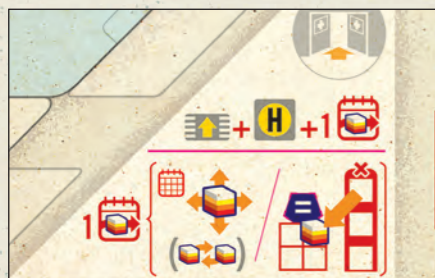 + H +1
1 ( / =
( )